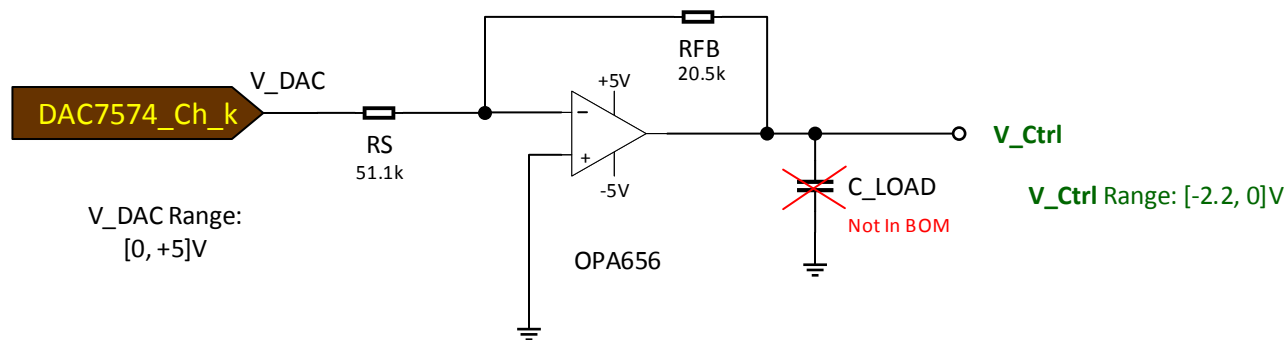 RFB
20.5k
V_DAC
+5V
DAC7574_Ch_k
−
RS
51.1k
+
-5V
V_Ctrl
C_LOAD
Not In BOM
V_Ctrl Range: [-2.2, 0]V
V_DAC Range:
[0, +5]V
OPA656